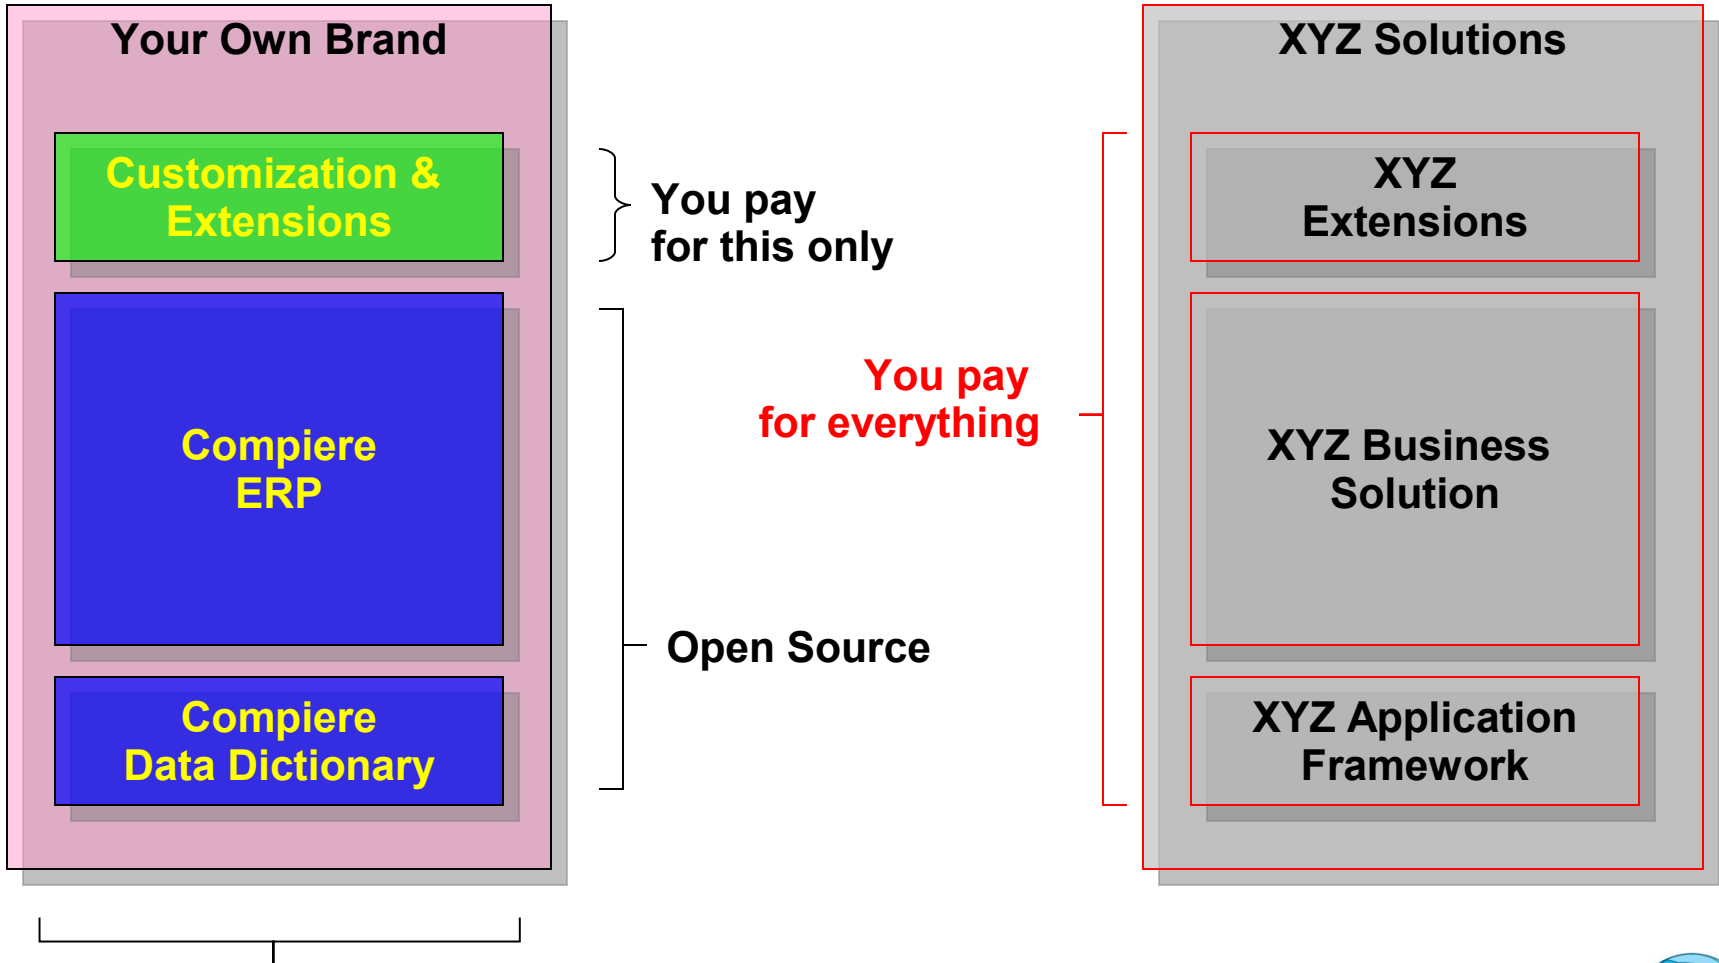 Your Own Brand
Customization &
Extensions
Compiere
ERP
Compiere
Data Dictionary
You pay
for this only
Open Source
You pay
for everything
XYZ Solutions
XYZ
Extensions
XYZ Business
Solution
XYZ Application
Framework